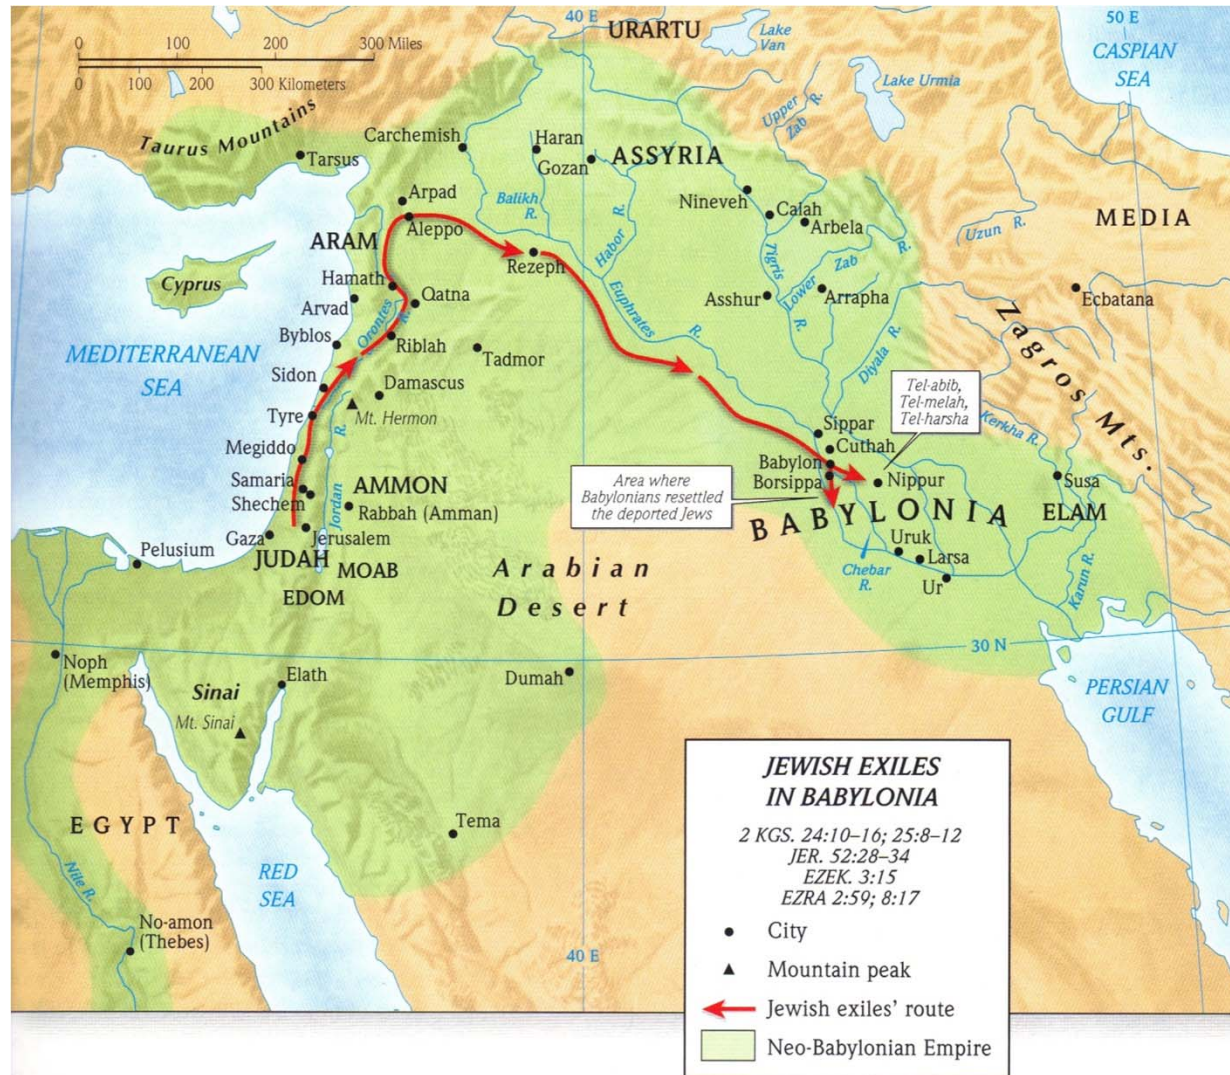 40 E
50 E
URARTU
Lake
Van
CASPIAN
SEA
0 100 200 300 Miles
0 100 200 300 Kilometers
Lake Urmia
Upper
Zab R.
Taurus Mountains
Tarsus
Carchemish
Haran
Gozan
ASSYRIA
Arpad
Aleppo
Balikh
R.
Habor R.
Nineveh
Calah
Arbela
MEDIA
Uzun R.
ARAM
Rezeph
Tigris
R.
Lower Zab R.
Cyprus
Hamath
Qatna
Arvad
Orontes
R.
Euphrates R.
Asshur
Arrapha
Ecbatana
Byblos
Riblah
Tadmor
Diyala R.
Zagros Mts.
MEDITERRANEAN
SEA
Sidon
Damascus
Mt. Hermon
Tyre
Tel-abib,
Tel-melah,
Tel-harsha
Kerkha R.
Megiddo
Sippar
Cuthah
Babylon
Borsippa
Nippur
Susa
Samaria
Shechem
AMMON
Rabbah (Amman)
Jordan R.
Area where
Babylonians resettled
the deported Jews
BABYLONIA
ELAM
Gaza
Jerusalem
Pelusium
JUDAH
MOAB
EDOM
Arabian
Desert
Uruk
Larsa
Ur
Chebar
R.
Karun R.
30 N
Noph
(Memphis)
Sinai
Elath
Mt. Sinai
Dumah
PERSIAN
GULF
EGYPT
Tema
RED
SEA
Nile R.
No-amon
(Thebes)
40 E
JEWISH EXILES
IN BABYLONIA
2 KGS. 24:10–16; 25:8–12
JER. 52:28–34
EZEK. 3:15
EZRA 2:59; 8:17
City
Mountain peak
Jewish exiles' route
Neo-Babylonian Empire